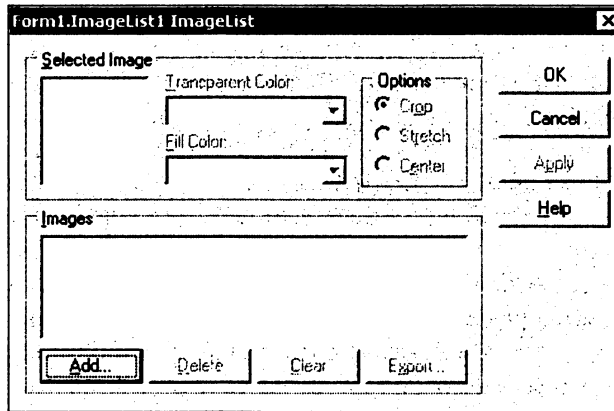 Form1.ImageList1 ImageList
Selected Image
Transparent Color:
Fill Color:
Options
Crop
Stretch
Center
OK
Cancel
Apply
Help
Images
Add...
Delete
Clear
Export...